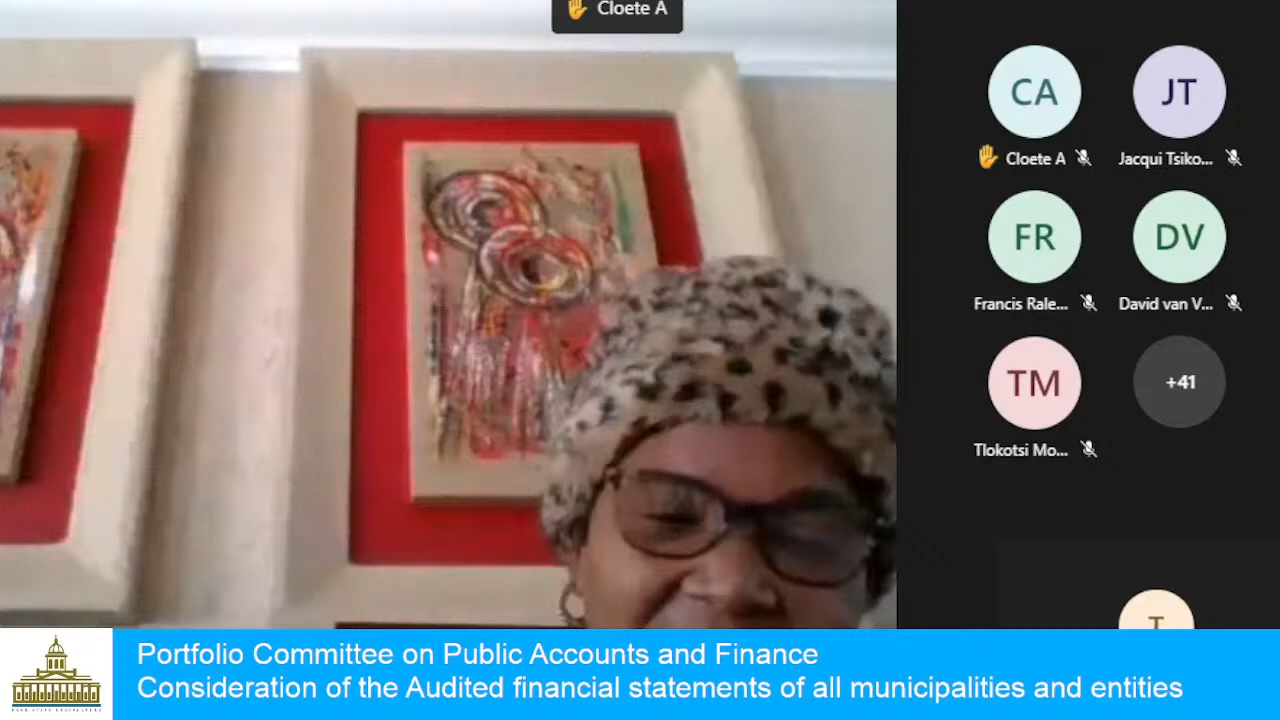 Cloete A
CA
JT
Cloete A
Jacqui Tsiko...
FR
DV
Francis Rale...
David van V...
TM
+41
Tlokotsi Mo...
T
Portfolio Committee on Public Accounts and Finance
Consideration of the Audited financial statements of all municipalities and entities